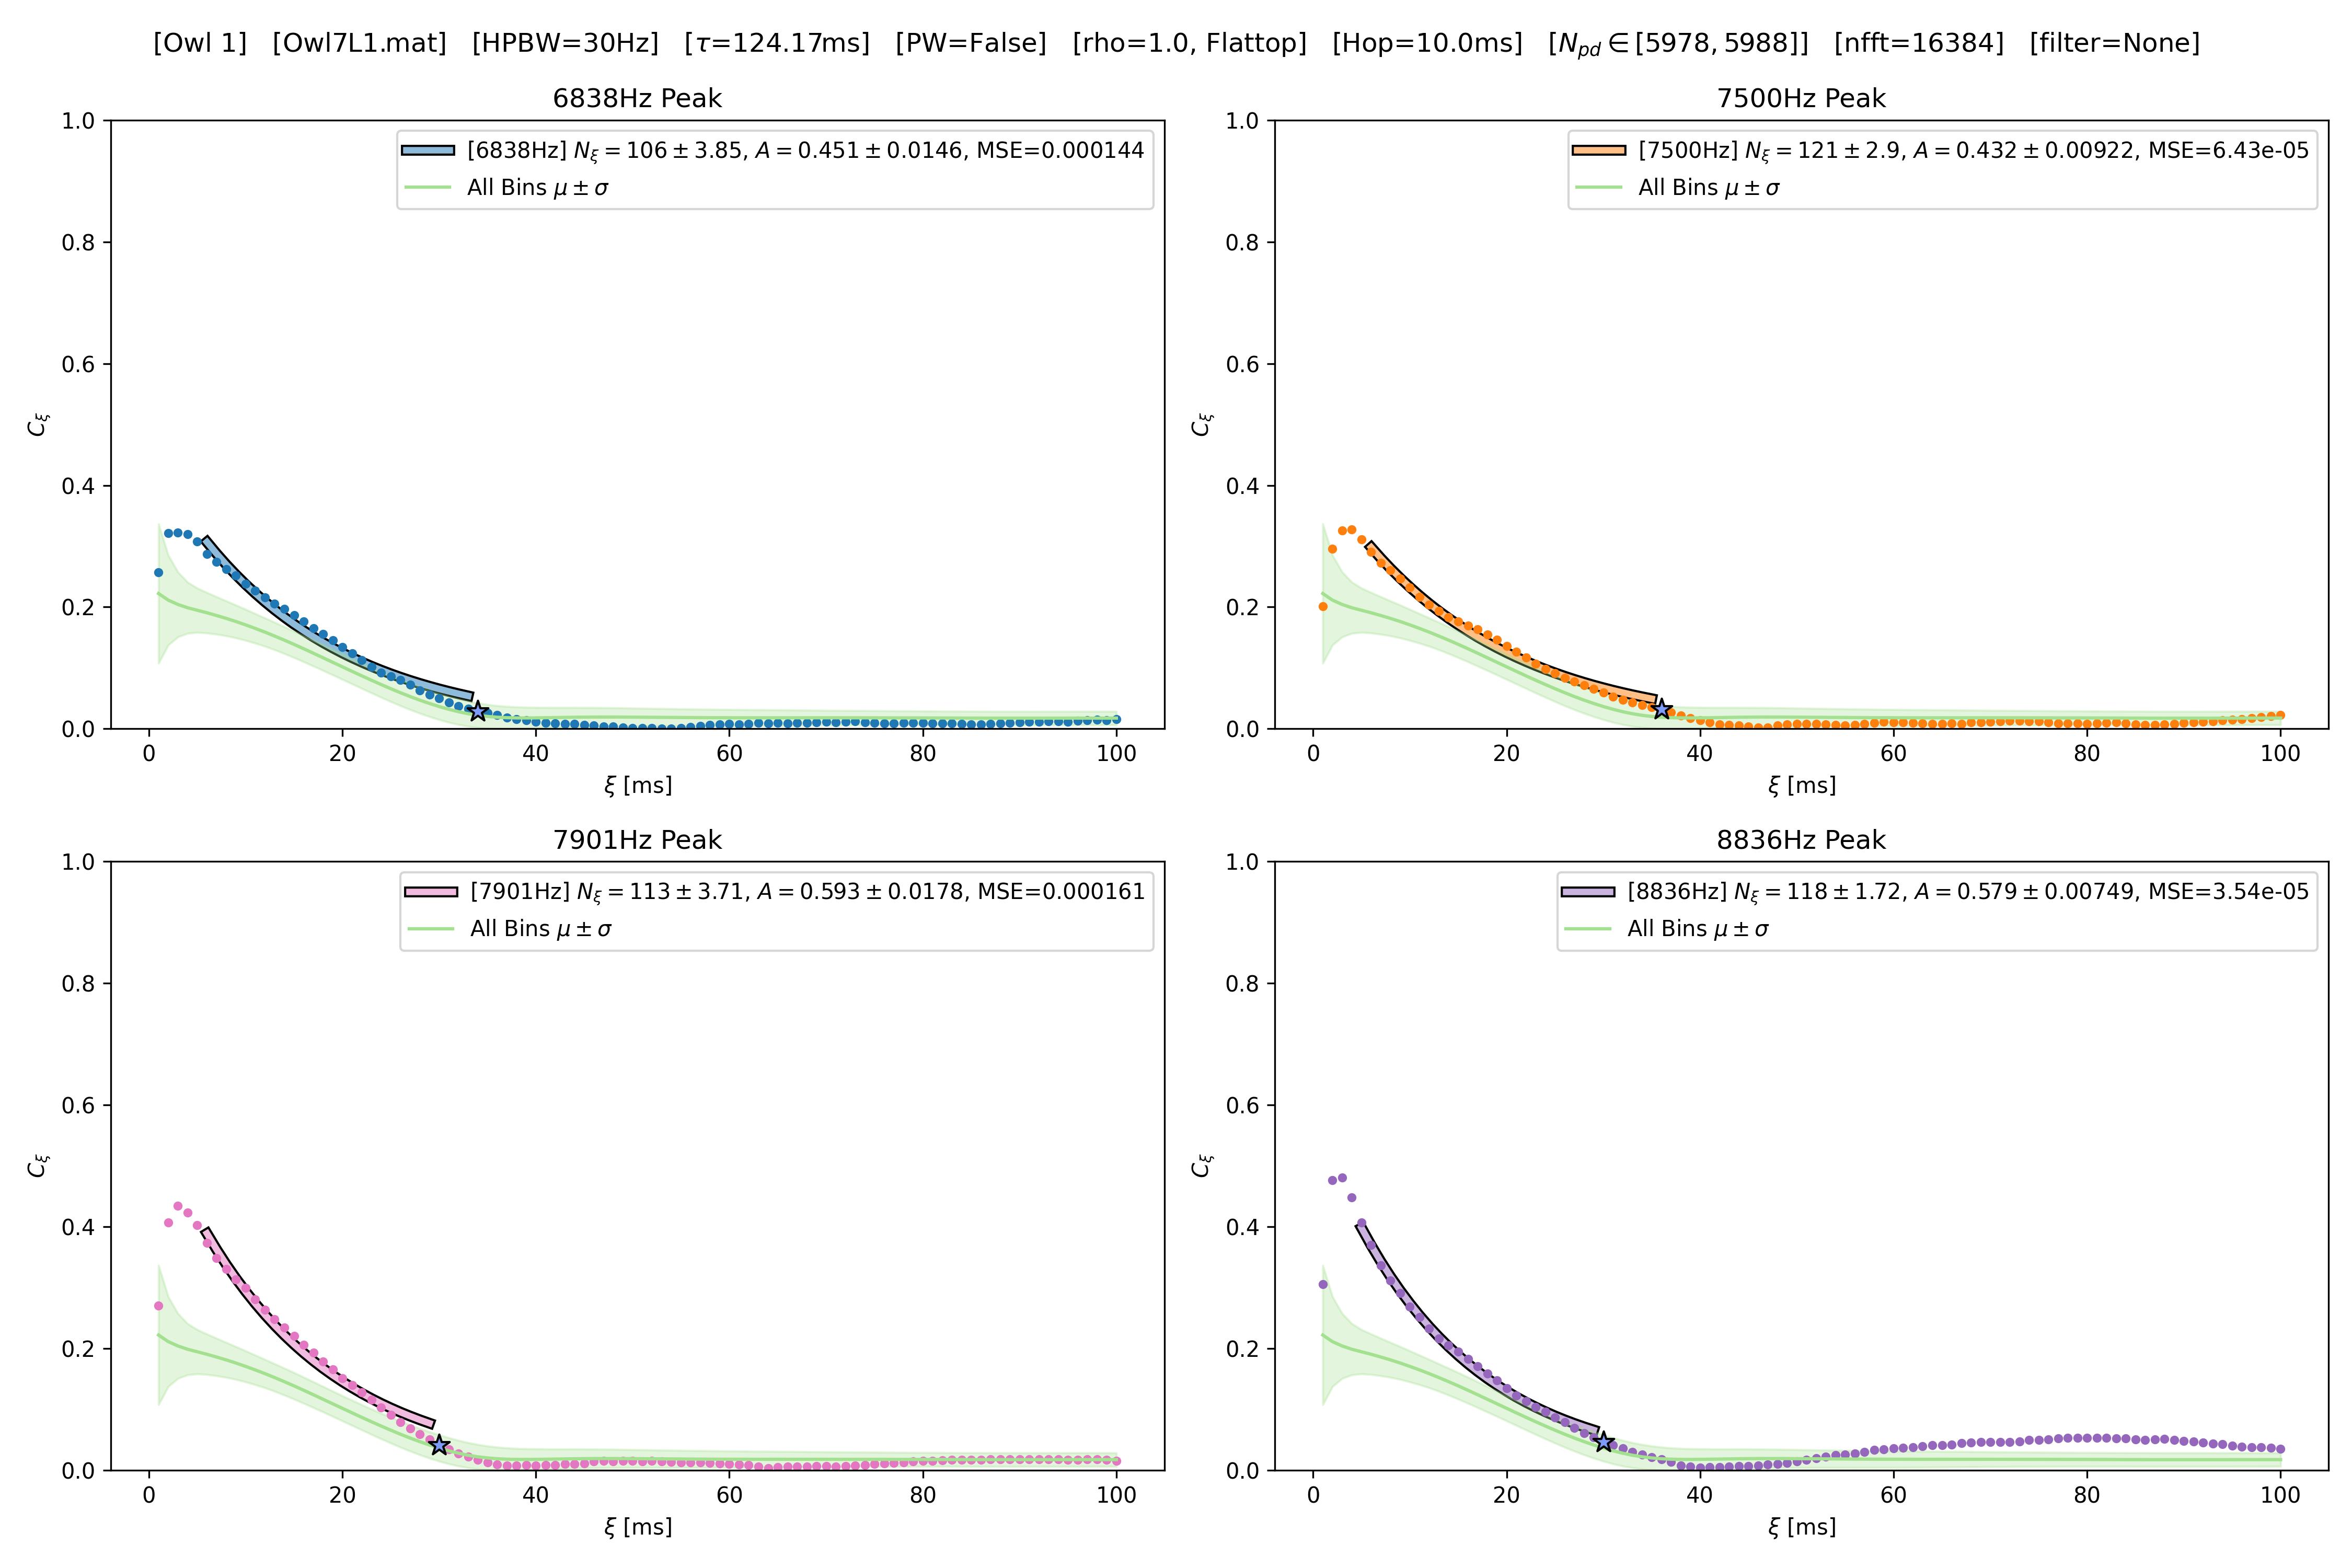 [Owl 1]   [Owl7L1.mat]   [HPBW=30Hz]   [τ=124.17ms]   [PW=False]   [rho=1.0, Flattop]   [Hop=10.0ms]   [N_pd ∈ [5978, 5988]]   [nfft=16384]   [filter=None]
6838Hz Peak
[6838Hz] N_ξ = 106 ± 3.85, A = 0.451 ± 0.0146, MSE=0.000144
All Bins μ ± σ
1.0
0.8
0.6
0.4
0.2
0.0
C_ξ
0 20 40 60 80 100
ξ [ms]
7500Hz Peak
[7500Hz] N_ξ = 121 ± 2.9, A = 0.432 ± 0.00922, MSE=6.43e-05
All Bins μ ± σ
1.0
0.8
0.6
0.4
0.2
0.0
C_ξ
0 20 40 60 80 100
ξ [ms]
7901Hz Peak
[7901Hz] N_ξ = 113 ± 3.71, A = 0.593 ± 0.0178, MSE=0.000161
All Bins μ ± σ
1.0
0.8
0.6
0.4
0.2
0.0
C_ξ
0 20 40 60 80 100
ξ [ms]
8836Hz Peak
[8836Hz] N_ξ = 118 ± 1.72, A = 0.579 ± 0.00749, MSE=3.54e-05
All Bins μ ± σ
1.0
0.8
0.6
0.4
0.2
0.0
C_ξ
0 20 40 60 80 100
ξ [ms]